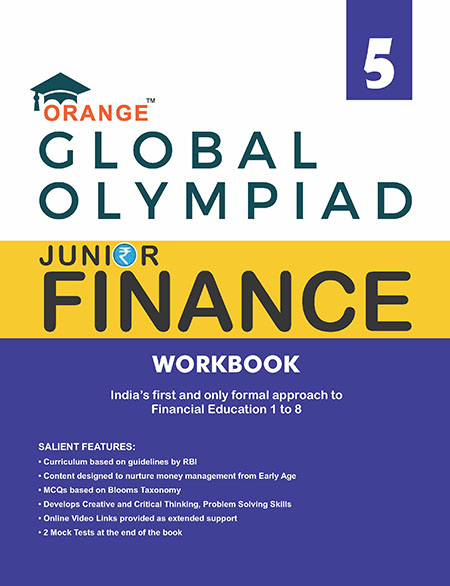 5
ORANGE™
GLOBAL
OLYMPIAD
JUNI₹R
FINANCE
WORKBOOK
India's first and only formal approach to
Financial Education 1 to 8
SALIENT FEATURES:
• Curriculum based on guidelines by RBI
• Content designed to nurture money management from Early Age
• MCQs based on Blooms Taxonomy
• Develops Creative and Critical Thinking, Problem Solving Skills
• Online Video Links provided as extended support
• 2 Mock Tests at the end of the book